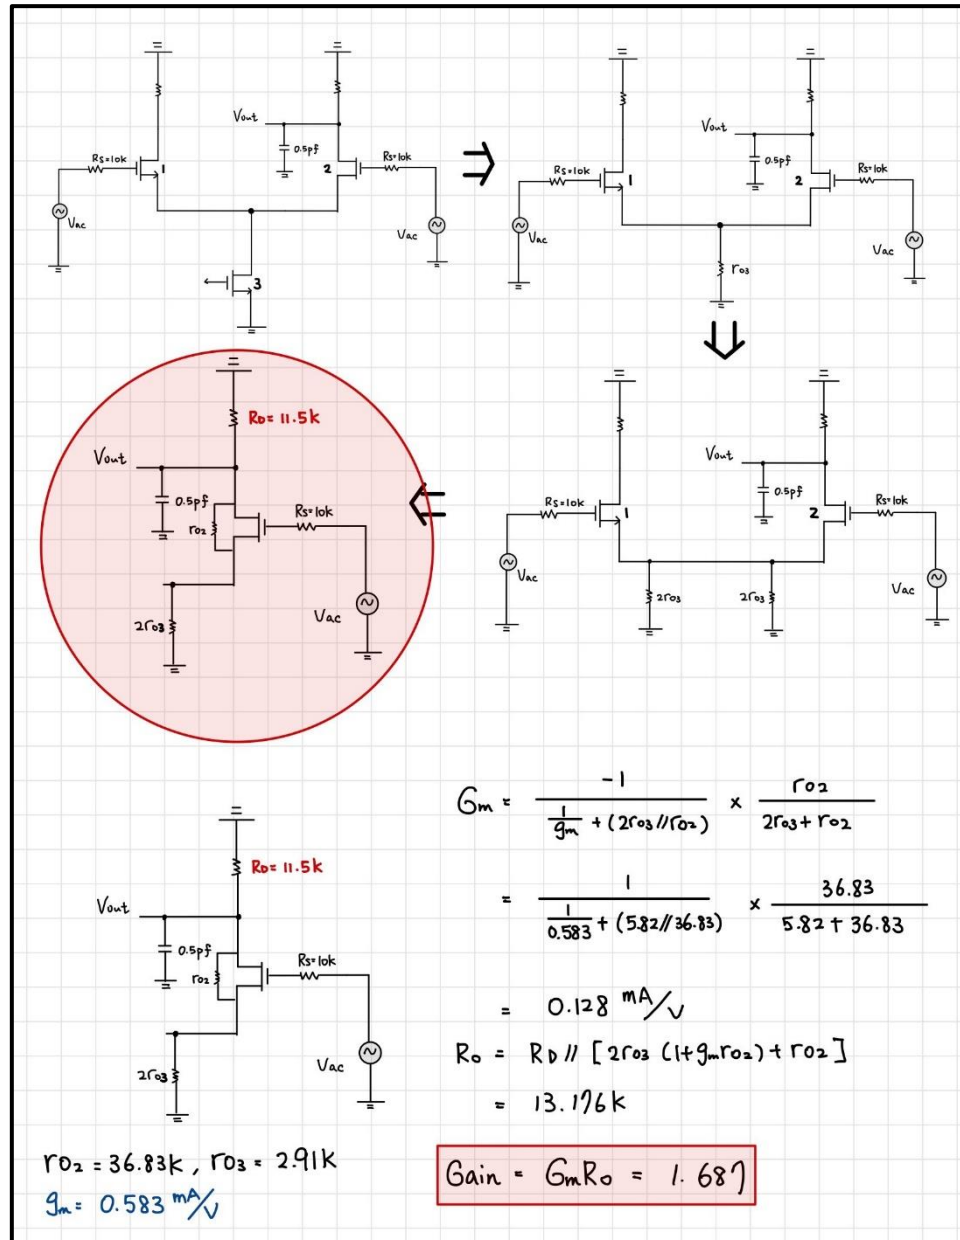 Vout
0.5pf
Rs=10k
1
2
Rs=10k
Vac
Vac
3
Vout
0.5pf
Rs=10k
1
2
Rs=10k
Vac
Vac
ro3
RD= 11.5k
Vout
0.5pf
ro2
Rs=10k
2ro3
Vac
Vout
0.5pf
Rs=10k
1
2
Rs=10k
Vac
Vac
2ro3
2ro3
Gm = -1 / (1/gm + (2ro3//ro2)) × ro2 / (2ro3 + ro2)
= 1 / (1/0.583 + (5.82//36.83)) × 36.83 / (5.82 + 36.83)
= 0.128 mA/V
Ro = RD // [2ro3 (1+gmro2) + ro2]
= 13.176k
Gain = GmRo = 1.687
RD= 11.5k
Vout
0.5pf
ro2
Rs=10k
2ro3
Vac
ro2 = 36.83k, ro3 = 2.91k
gm= 0.583 mA/V